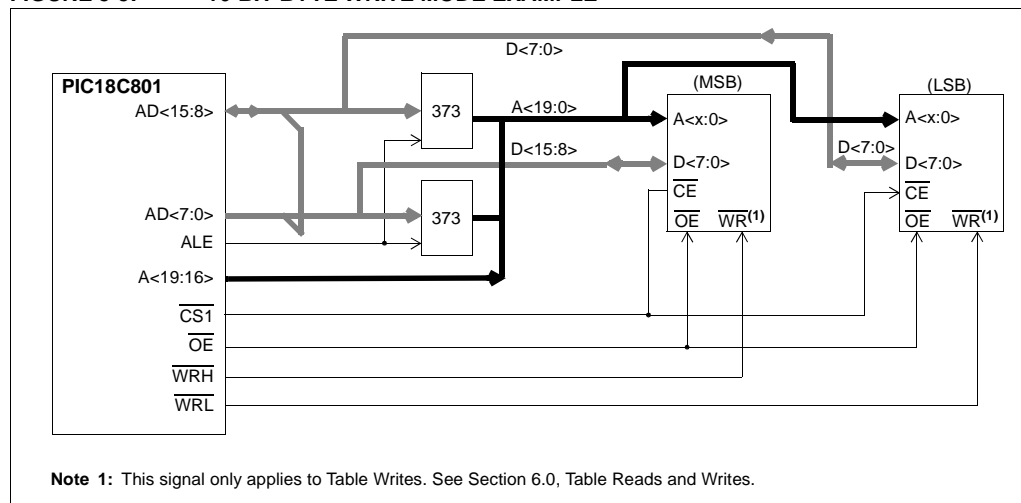 PIC18C801
AD<15:8>
AD<7:0>
ALE
A<19:16>
CS1
OE
WRH
WRL
373
373
D<7:0>
A<19:0>
D<15:8>
(MSB)
A<x:0>
D<7:0>
CE
OE WR(1)
(LSB)
D<7:0>
A<x:0>
D<7:0>
CE
OE WR(1)
Note 1: This signal only applies to Table Writes. See Section 6.0, Table Reads and Writes.